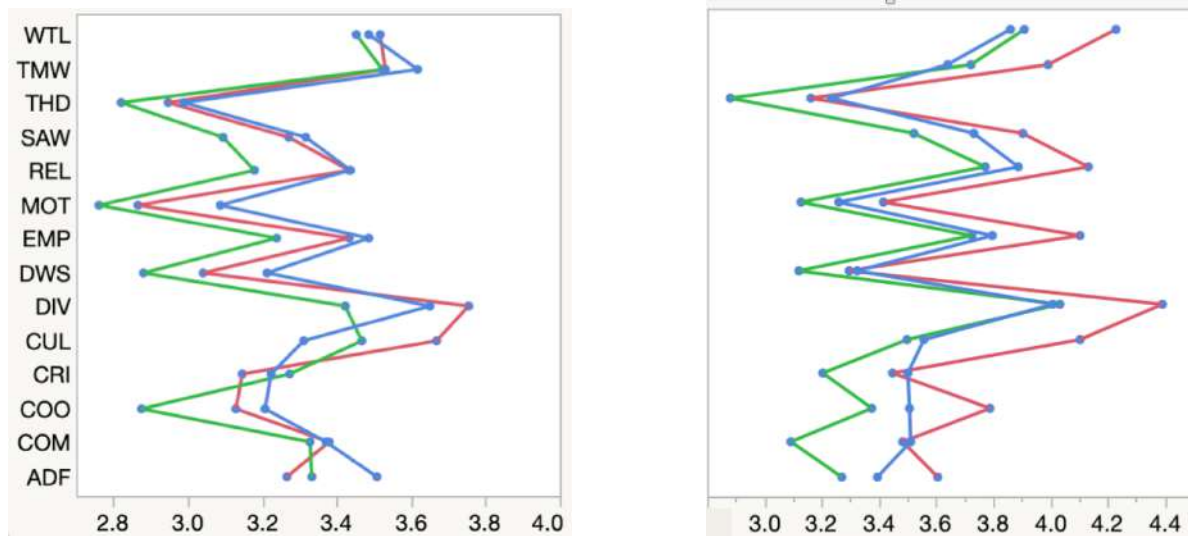 WTL
TMW
THD
SAW
REL
MOT
EMP
DWS
DIV
CUL
CRI
COO
COM
ADF
2.8 3.0 3.2 3.4 3.6 3.8 4.0
3.0 3.2 3.4 3.6 3.8 4.0 4.2 4.4